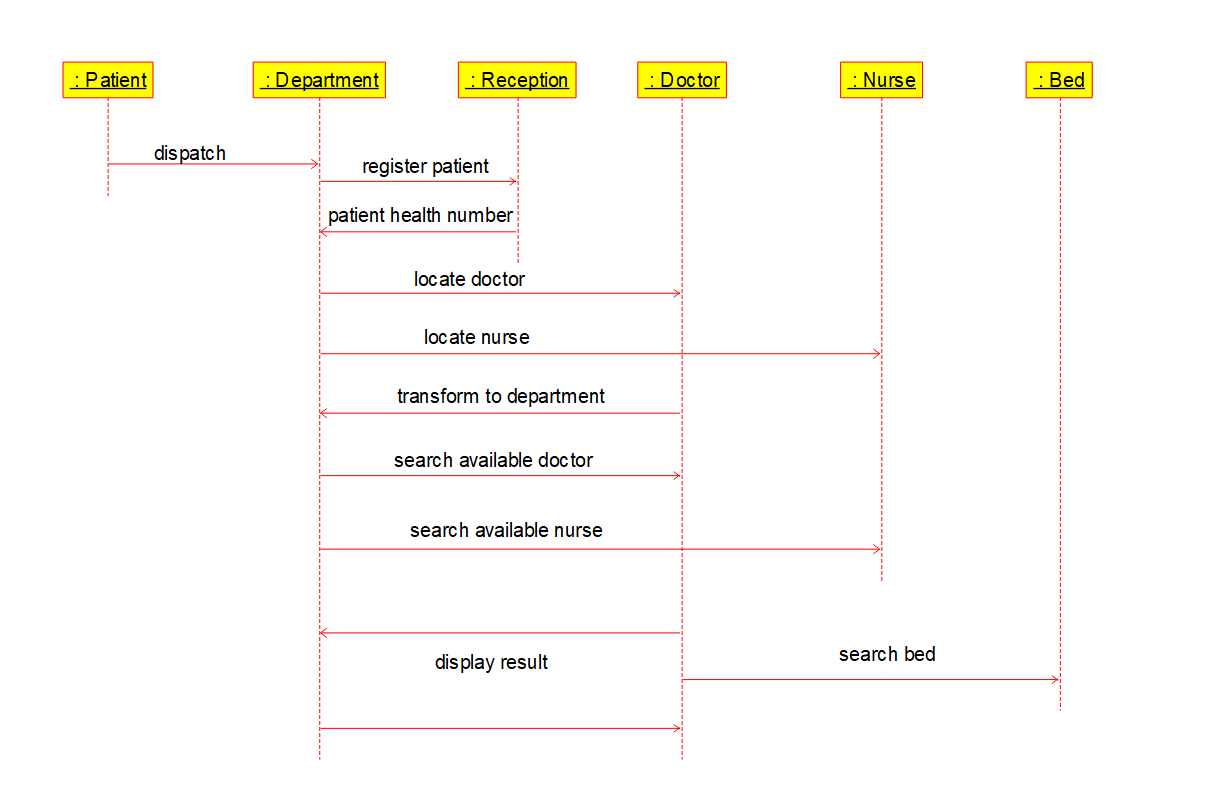 : Patient
: Department
: Reception
: Doctor
: Nurse
: Bed
dispatch
register patient
patient health number
locate doctor
locate nurse
transform to department
search available doctor
search available nurse
display result
search bed